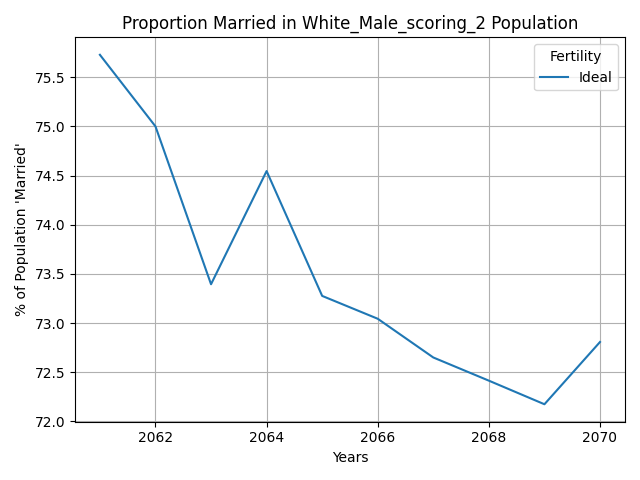 Proportion Married in White_Male_scoring_2 Population
Fertility
Ideal
% of Population 'Married'
75.5
75.0
74.5
74.0
73.5
73.0
72.5
72.0
2062 2064 2066 2068 2070
Years